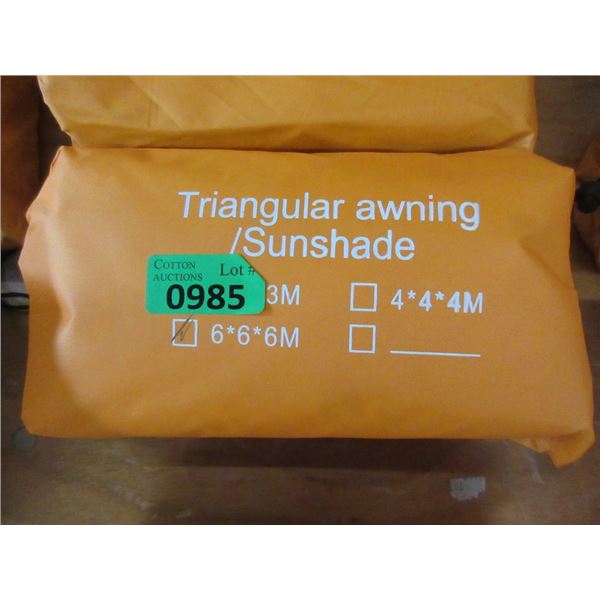 Triangular awning
/Sunshade
COTTON
AUCTIONS
Lot #
0985
3M
4*4*4M
6*6*6M